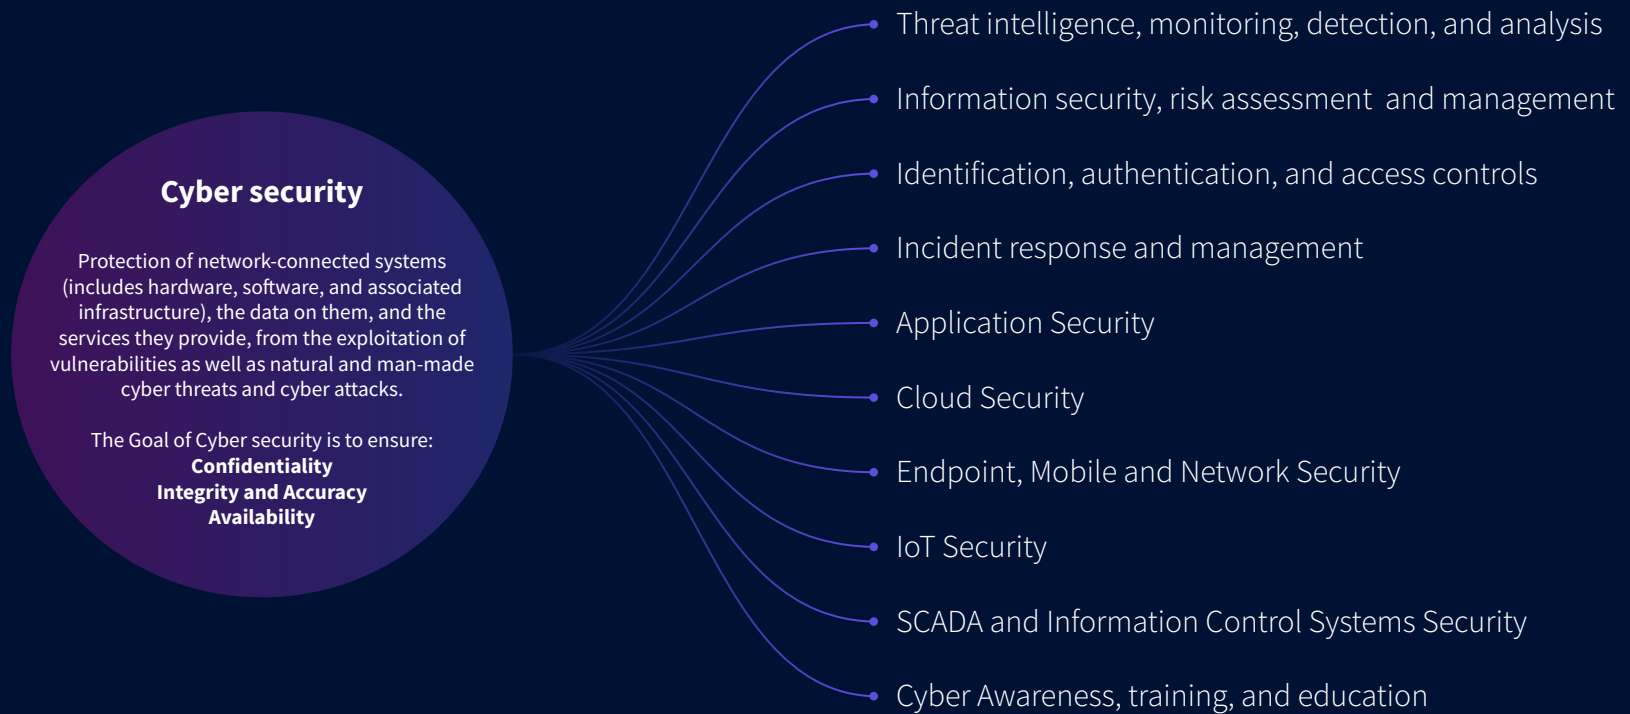 Cyber security
Protection of network-connected systems
(includes hardware, software, and associated
infrastructure), the data on them, and the
services they provide, from the exploitation of
vulnerabilities as well as natural and man-made
cyber threats and cyber attacks.
The Goal of Cyber security is to ensure:
Confidentiality
Integrity and Accuracy
Availability
Threat intelligence, monitoring, detection, and analysis
Information security, risk assessment  and management
Identification, authentication, and access controls
Incident response and management
Application Security
Cloud Security
Endpoint, Mobile and Network Security
IoT Security
SCADA and Information Control Systems Security
Cyber Awareness, training, and education